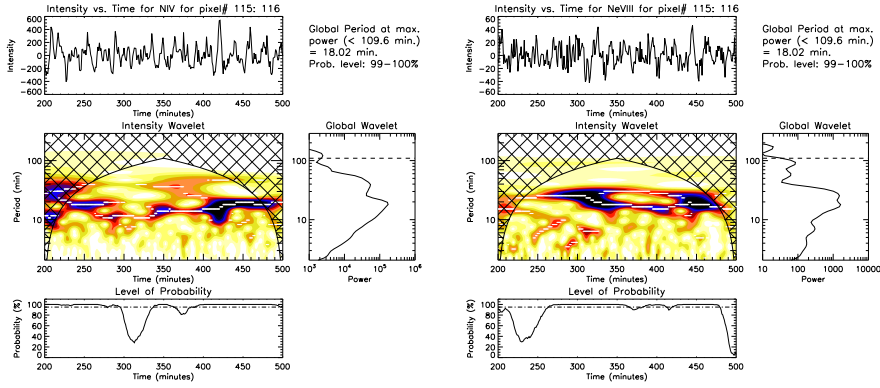 Intensity vs. Time for NIV for pixel# 115: 116
Intensity
600
400
200
0
−200
−400
200 250 300 350 400 450 500
Time (minutes)
Global Period at max.
power (< 109.6 min.)
= 18.02 min.
Prob. level: 99−100%
Intensity Wavelet
Period (min)
100
10
200 250 300 350 400 450 500
Time (minutes)
Global Wavelet
10³ 10⁴ 10⁵ 10⁶
Power
Level of Probability
Probability (%)
100
80
60
40
20
0
200 250 300 350 400 450 500
Time (minutes)
Intensity vs. Time for NeVIII for pixel# 115: 116
Intensity
60
40
20
0
−20
−40
−60
200 250 300 350 400 450 500
Time (minutes)
Global Period at max.
power (< 109.6 min.)
= 18.02 min.
Prob. level: 99−100%
Intensity Wavelet
Period (min)
100
10
200 250 300 350 400 450 500
Time (minutes)
Global Wavelet
10 100 1000 10000
Power
Level of Probability
Probability (%)
100
80
60
40
20
0
200 250 300 350 400 450 500
Time (minutes)